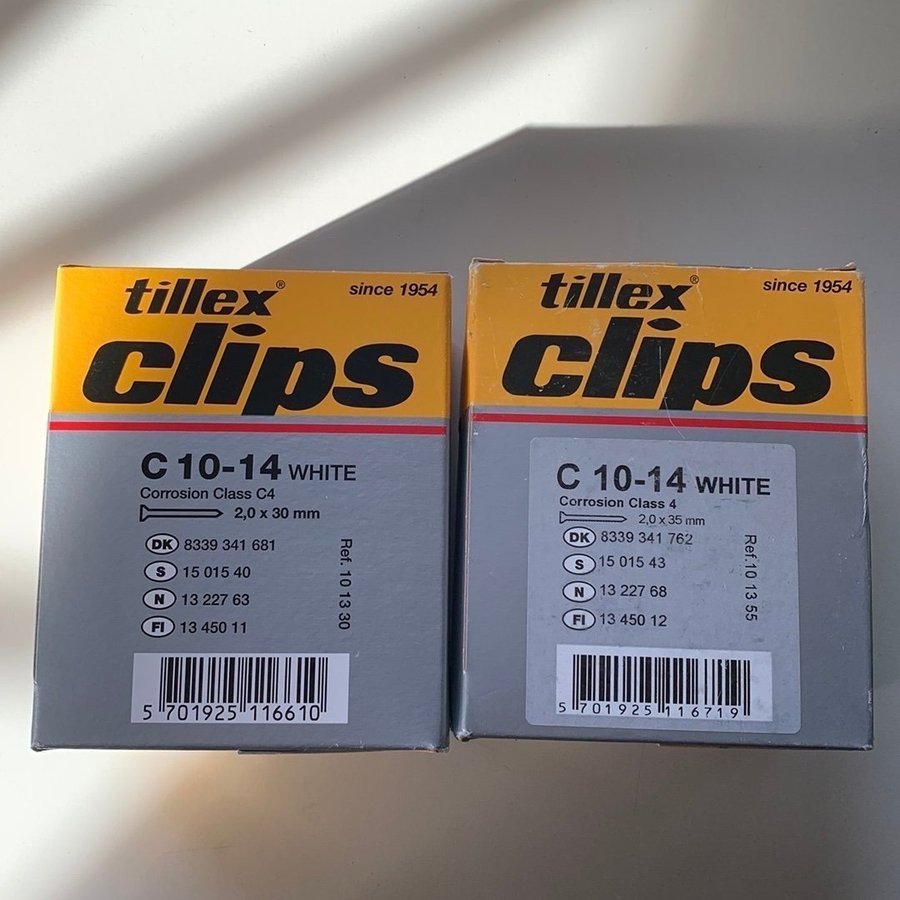 tillex®
since 1954
clips
C 10-14 WHITE
Corrosion Class C4
2,0 x 30 mm
DK 8339 341 681
S 15 015 40
N 13 227 63
FI 13 450 11
Ref. 10 13 30
5 701925 116610
tillex®
since 1954
clips
C 10-14 WHITE
Corrosion Class 4
2,0 x 35 mm
DK 8339 341 762
S 15 015 43
N 13 227 68
FI 13 450 12
Ref.10 13 55
5 701925 116719